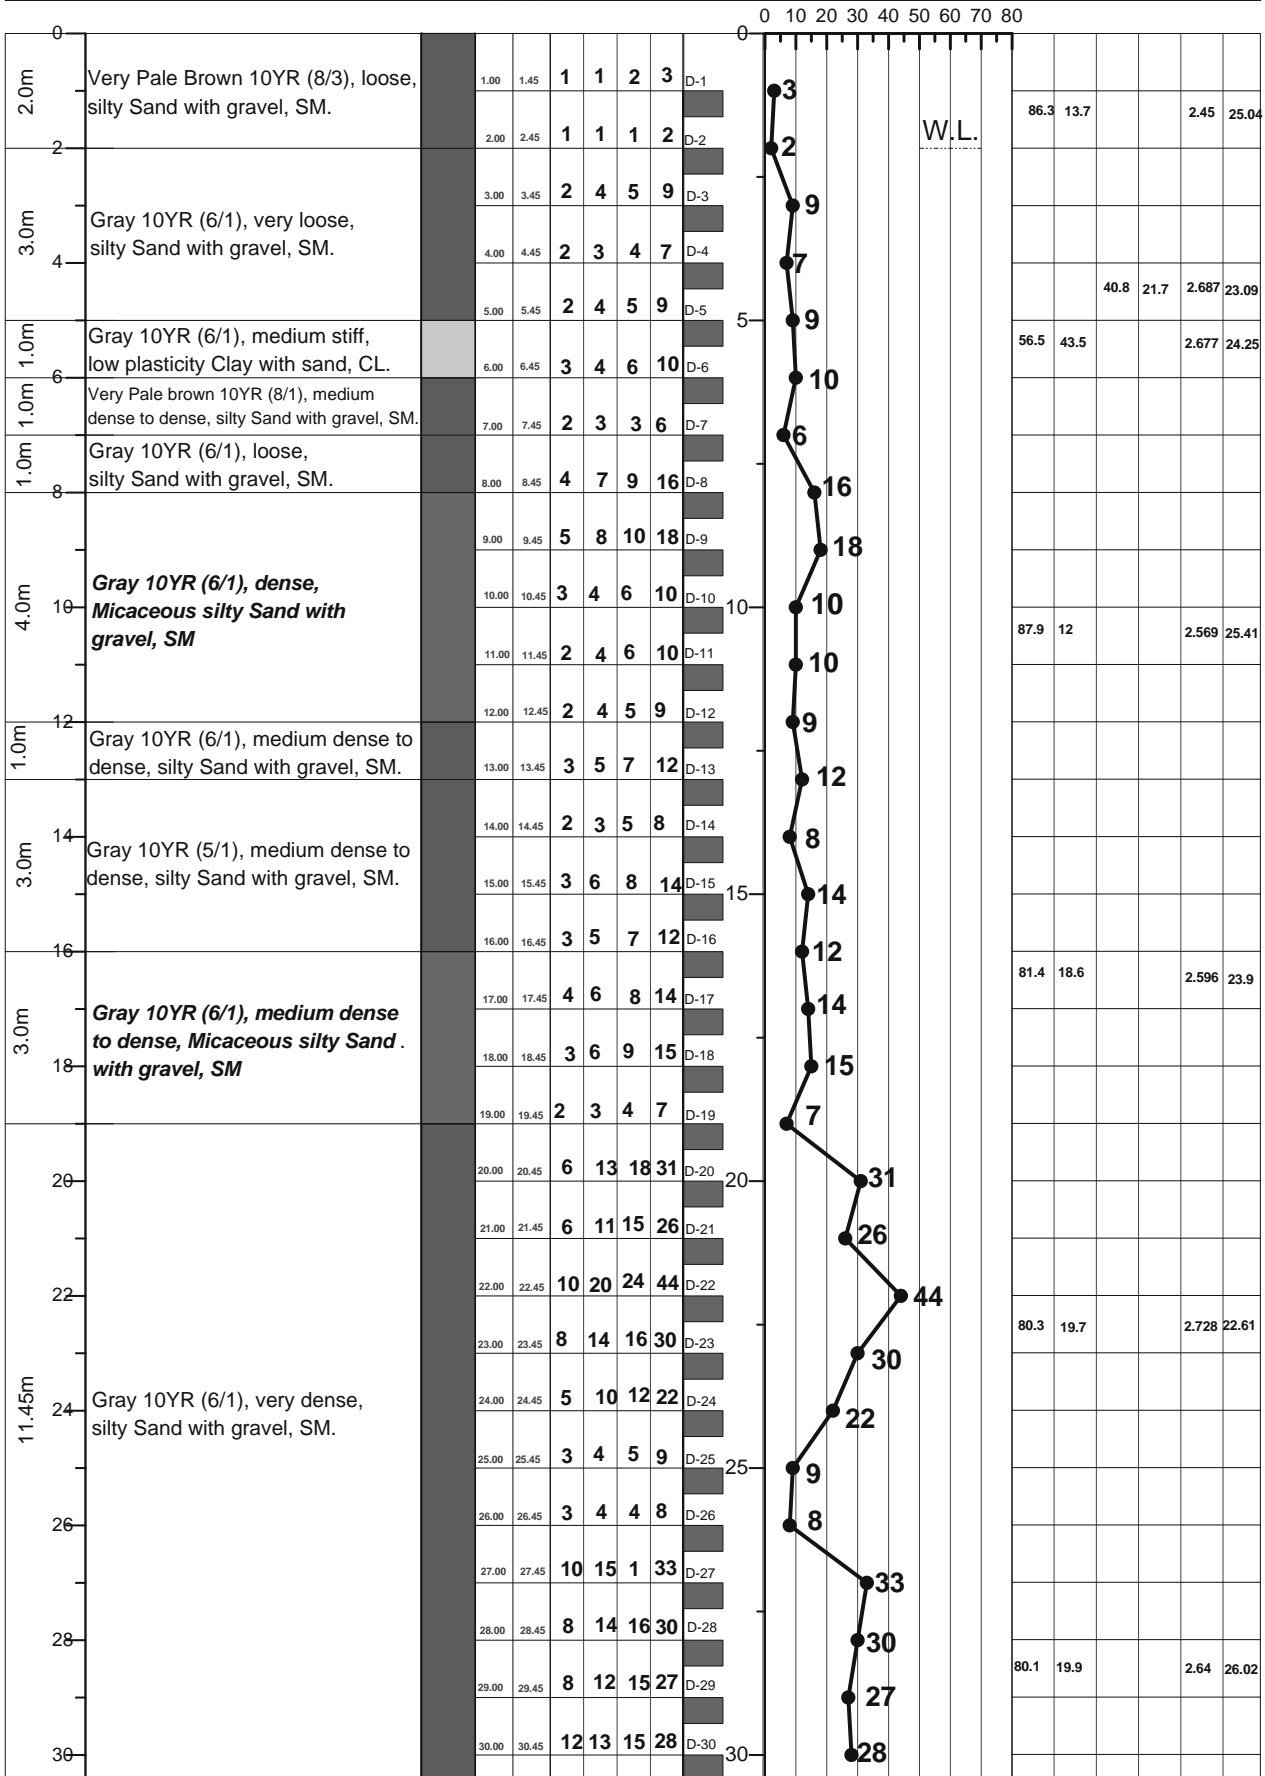 0 10 20 30 40 50 60 70 80
0 0
2.0m Very Pale Brown 10YR (8/3), loose,
silty Sand with gravel, SM.
1.00 1.45 1 1 2 3 D-1 3
86.3 13.7 2.45 25.04
W.L.
2.00 2.45 1 1 1 2 D-2
2 2
3.00 3.45 2 4 5 9 D-3 9
3.0m Gray 10YR (6/1), very loose,
silty Sand with gravel, SM.
4.00 4.45 2 3 4 7 D-4
4 7
40.8 21.7 2.687 23.09
5.00 5.45 2 4 5 9 D-5
5 9
1.0m Gray 10YR (6/1), medium stiff,
low plasticity Clay with sand, CL.
56.5 43.5 2.677 24.25
6.00 6.45 3 4 6 10 D-6
6 10
1.0m Very Pale brown 10YR (8/1), medium
dense to dense, silty Sand with gravel, SM.
7.00 7.45 2 3 3 6 D-7 6
1.0m Gray 10YR (6/1), loose,
silty Sand with gravel, SM.
8.00 8.45 4 7 9 16 D-8
8 16
9.00 9.45 5 8 10 18 D-9 18
4.0m Gray 10YR (6/1), dense,
Micaceous silty Sand with
gravel, SM
10.00 10.45 3 4 6 10 D-10
10 10 10
87.9 12 2.569 25.41
11.00 11.45 2 4 6 10 D-11 10
12.00 12.45 2 4 5 9 D-12
12 9
1.0m Gray 10YR (6/1), medium dense to
dense, silty Sand with gravel, SM.
13.00 13.45 3 5 7 12 D-13 12
14.00 14.45 2 3 5 8 D-14
14 8
3.0m Gray 10YR (5/1), medium dense to
dense, silty Sand with gravel, SM.
15.00 15.45 3 6 8 14 D-15
15 14
16.00 16.45 3 5 7 12 D-16
16 12
81.4 18.6 2.596 23.9
17.00 17.45 4 6 8 14 D-17 14
3.0m Gray 10YR (6/1), medium dense
to dense, Micaceous silty Sand .
with gravel, SM
18.00 18.45 3 6 9 15 D-18
18 15
19.00 19.45 2 3 4 7 D-19 7
20.00 20.45 6 13 18 31 D-20
20 20 31
21.00 21.45 6 11 15 26 D-21 26
22.00 22.45 10 20 24 44 D-22
22 44
80.3 19.7 2.728 22.61
23.00 23.45 8 14 16 30 D-23 30
11.45m Gray 10YR (6/1), very dense,
silty Sand with gravel, SM.
24.00 24.45 5 10 12 22 D-24
24 22
25.00 25.45 3 4 5 9 D-25
25 9
26.00 26.45 3 4 4 8 D-26
26 8
27.00 27.45 10 15 1 33 D-27 33
28.00 28.45 8 14 16 30 D-28
28 30
80.1 19.9 2.64 26.02
29.00 29.45 8 12 15 27 D-29 27
30.00 30.45 12 13 15 28 D-30
30 30 28